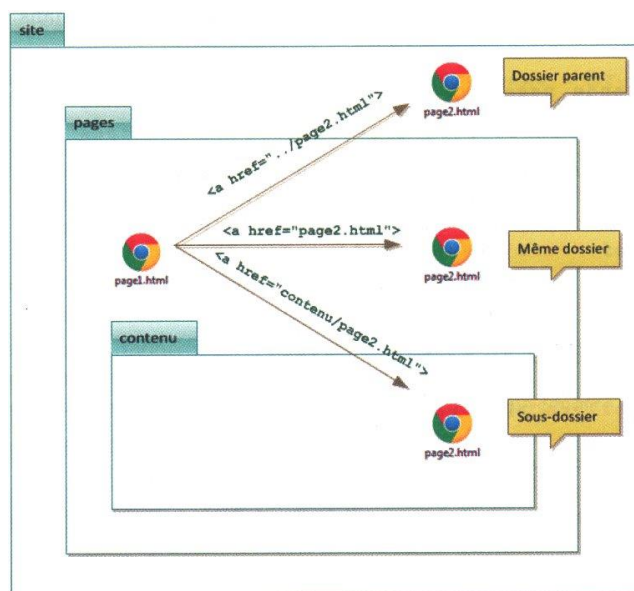 site
page2.html
Dossier parent
pages
<a href="../page2.html">
page1.html
<a href="page2.html">
page2.html
Même dossier
<a href="contenu/page2.html">
contenu
page2.html
Sous-dossier